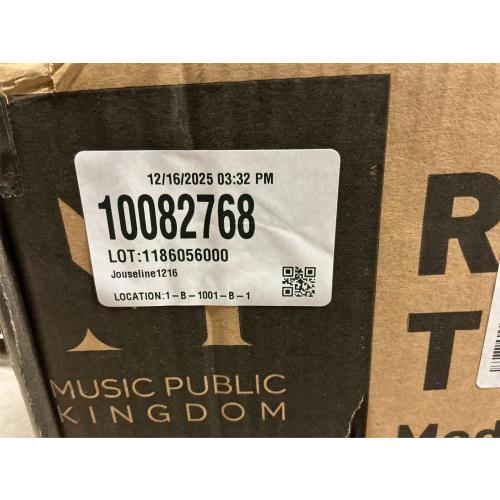 12/16/2025 03:32 PM
10082768
LOT:1186056000
Jouseline1216
LOCATION:1-B-1001-B-1
MUSIC PUBLIC
KINGDOM